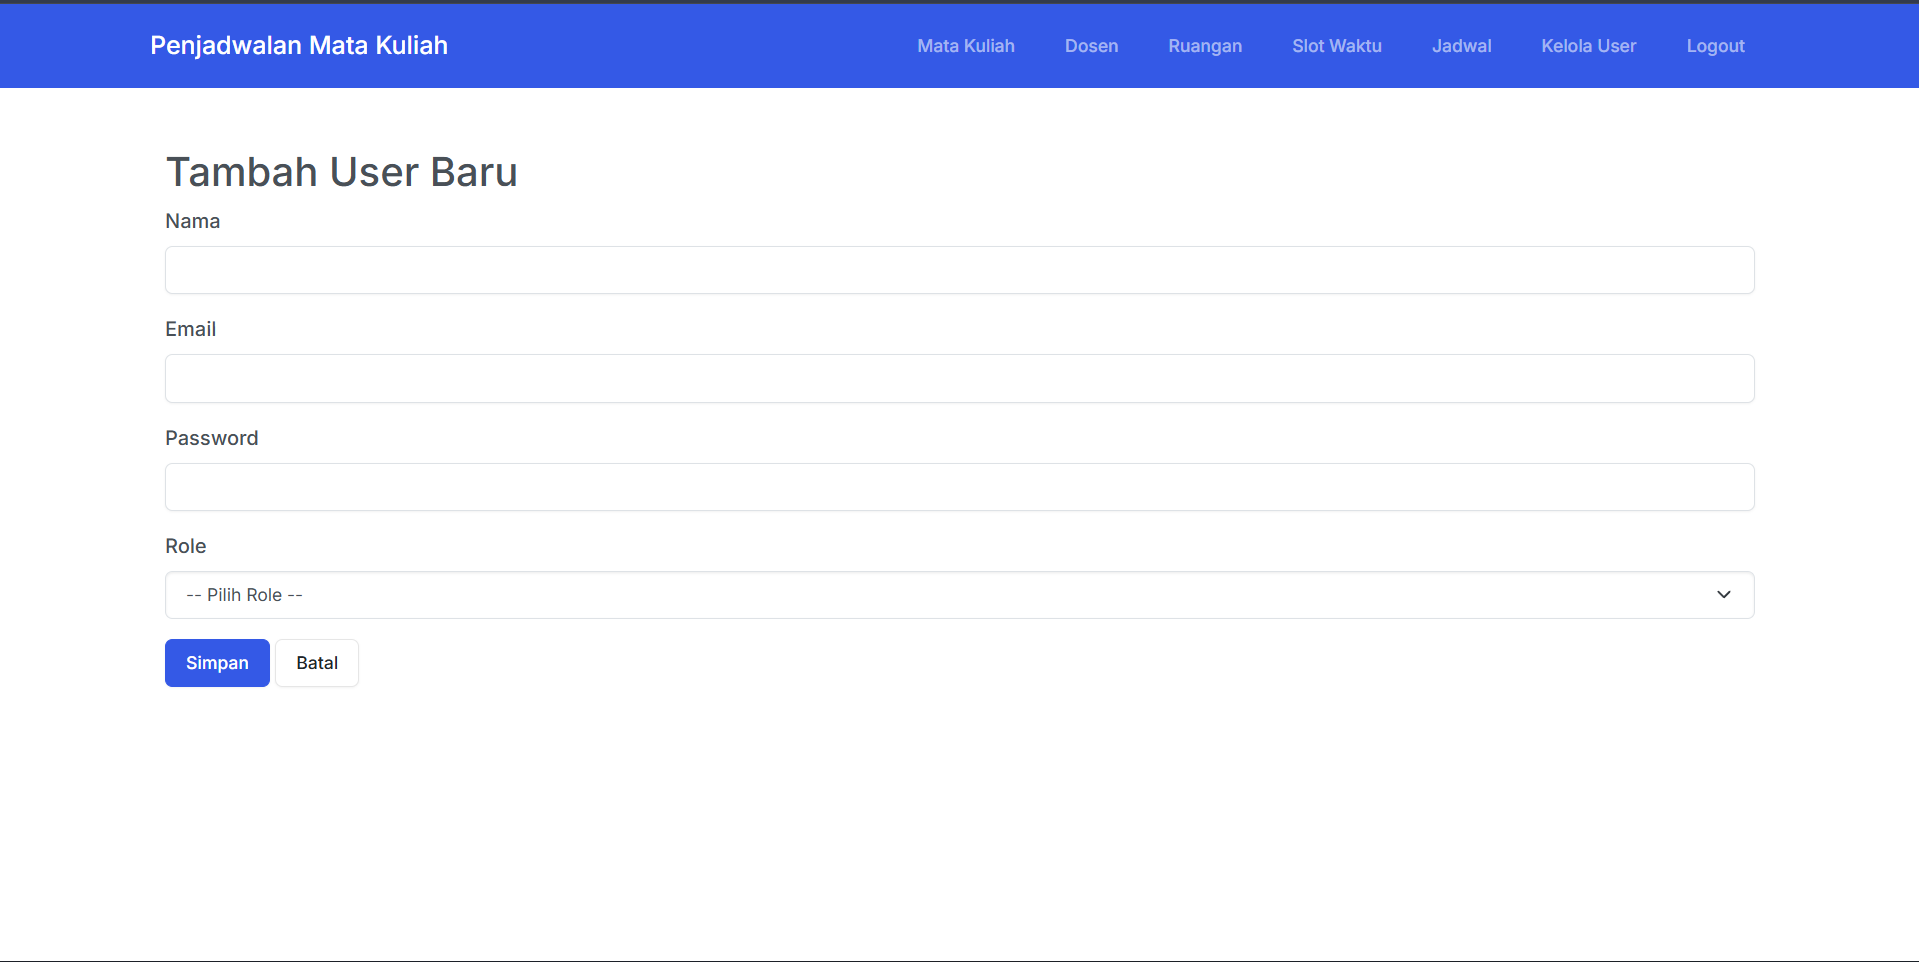 Penjadwalan Mata Kuliah Mata Kuliah Dosen Ruangan Slot Waktu Jadwal Kelola User Logout
Tambah User Baru
Nama
Email
Password
Role
-- Pilih Role --
Simpan Batal